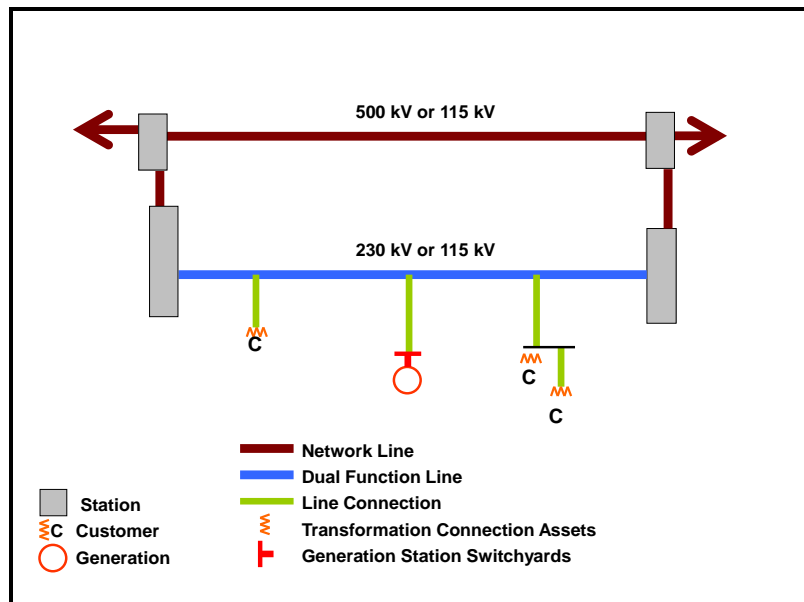 500 kV or 115 kV
230 kV or 115 kV
C
C
C
Network Line
Dual Function Line
Line Connection
Transformation Connection Assets
Generation Station Switchyards
Station
C Customer
Generation